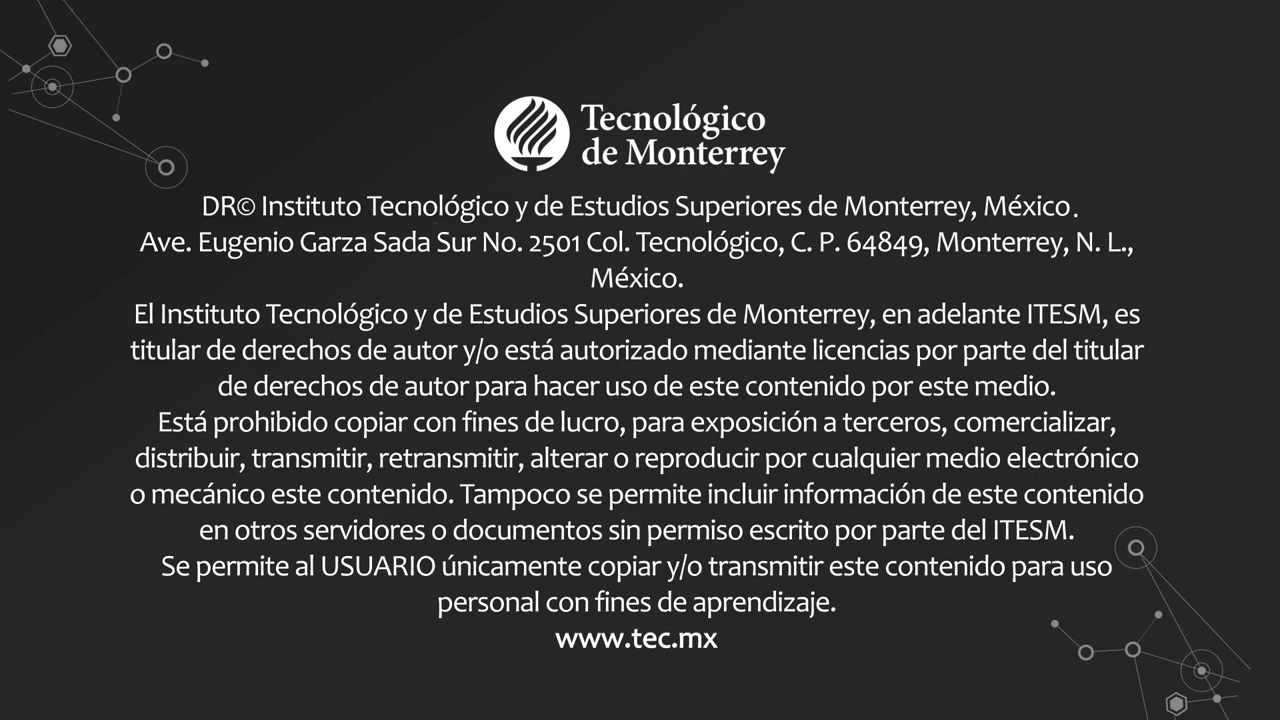 Tecnológico
de Monterrey
DR© Instituto Tecnológico y de Estudios Superiores de Monterrey, México.
Ave. Eugenio Garza Sada Sur No. 2501 Col. Tecnológico, C. P. 64849, Monterrey, N. L.,
México.
El Instituto Tecnológico y de Estudios Superiores de Monterrey, en adelante ITESM, es
titular de derechos de autor y/o está autorizado mediante licencias por parte del titular
de derechos de autor para hacer uso de este contenido por este medio.
Está prohibido copiar con fines de lucro, para exposición a terceros, comercializar,
distribuir, transmitir, retransmitir, alterar o reproducir por cualquier medio electrónico
o mecánico este contenido. Tampoco se permite incluir información de este contenido
en otros servidores o documentos sin permiso escrito por parte del ITESM.
Se permite al USUARIO únicamente copiar y/o transmitir este contenido para uso
personal con fines de aprendizaje.
www.tec.mx